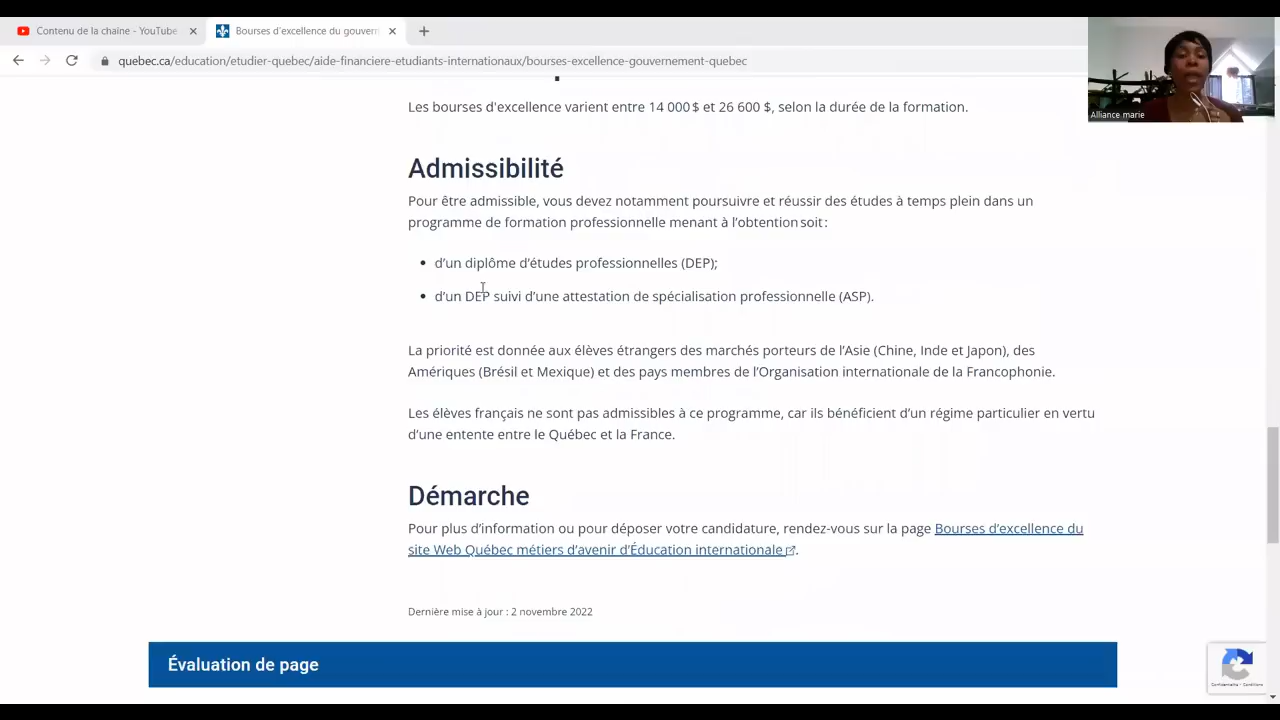 Contenu de la chaîne - YouTube
Bourses d'excellence du gouvern
quebec.ca/education/etudier-quebec/aide-financiere-etudiants-internationaux/bourses-excellence-gouvernement-quebec
Alliance marie
Les bourses d'excellence varient entre 14 000 $ et 26 600 $, selon la durée de la formation.
Admissibilité
Pour être admissible, vous devez notamment poursuivre et réussir des études à temps plein dans un
programme de formation professionnelle menant à l'obtention soit :
• d'un diplôme d'études professionnelles (DEP);
• d'un DEP suivi d'une attestation de spécialisation professionnelle (ASP).
La priorité est donnée aux élèves étrangers des marchés porteurs de l'Asie (Chine, Inde et Japon), des
Amériques (Brésil et Mexique) et des pays membres de l'Organisation internationale de la Francophonie.
Les élèves français ne sont pas admissibles à ce programme, car ils bénéficient d'un régime particulier en vertu
d'une entente entre le Québec et la France.
Démarche
Pour plus d'information ou pour déposer votre candidature, rendez-vous sur la page Bourses d'excellence du
site Web Québec métiers d'avenir d'Éducation internationale.
Dernière mise à jour : 2 novembre 2022
Évaluation de page
Confidentialité - Conditions